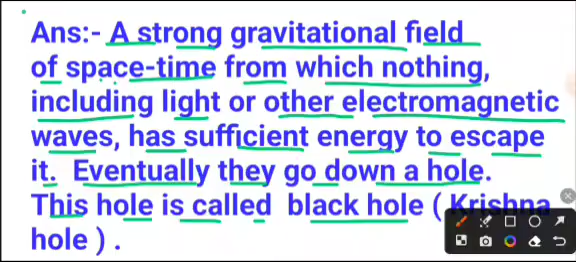 Ans:- A strong gravitational field
of space-time from which nothing,
including light or other electromagnetic
waves, has sufficient energy to escape
it. Eventually they go down a hole.
This hole is called black hole ( Krishna
hole ) .